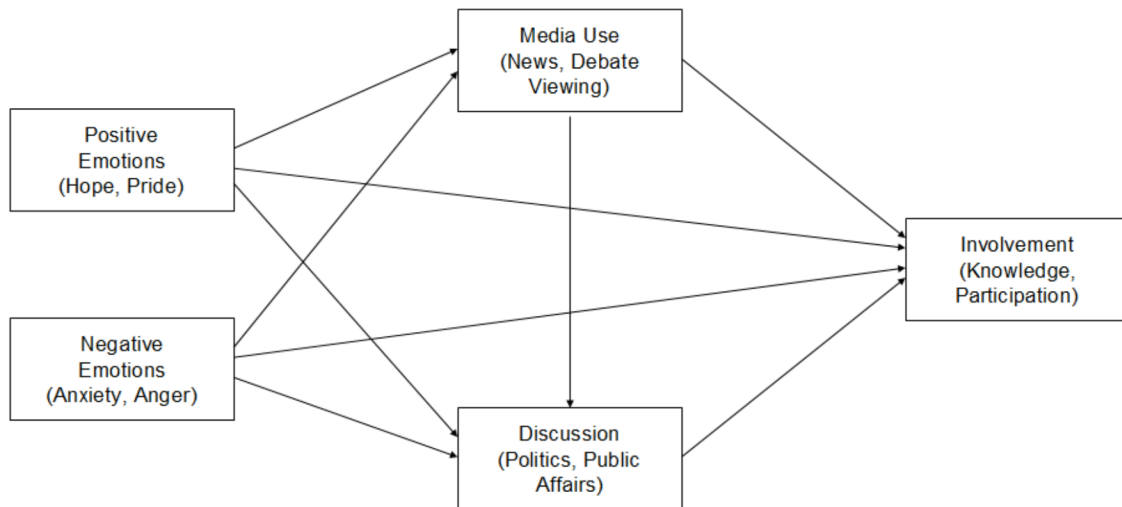 Media Use
(News, Debate
Viewing)
Positive
Emotions
(Hope, Pride)
Involvement
(Knowledge,
Participation)
Negative
Emotions
(Anxiety, Anger)
Discussion
(Politics, Public
Affairs)